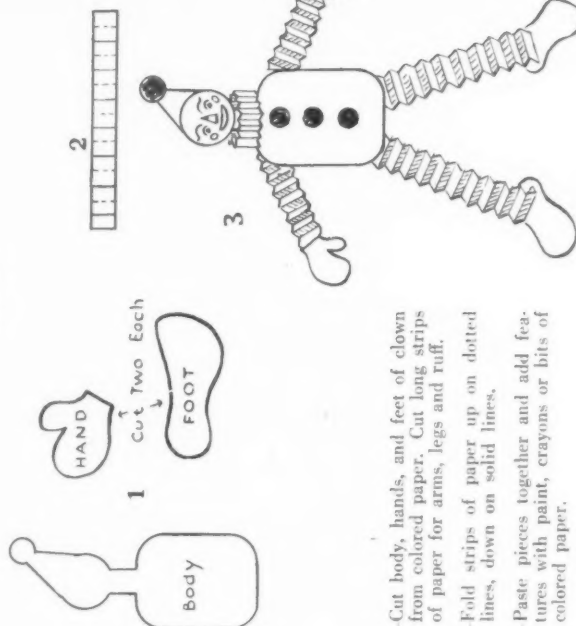 1
Body
HAND
Cut Two Each
FOOT
2
3
-Cut body, hands, and feet of clown
from colored paper. Cut long strips
of paper for arms, legs and ruff.
-Fold strips of paper up on dotted
lines, down on solid lines.
-Paste pieces together and add fea-
tures with paint, crayons or bits of
colored paper.